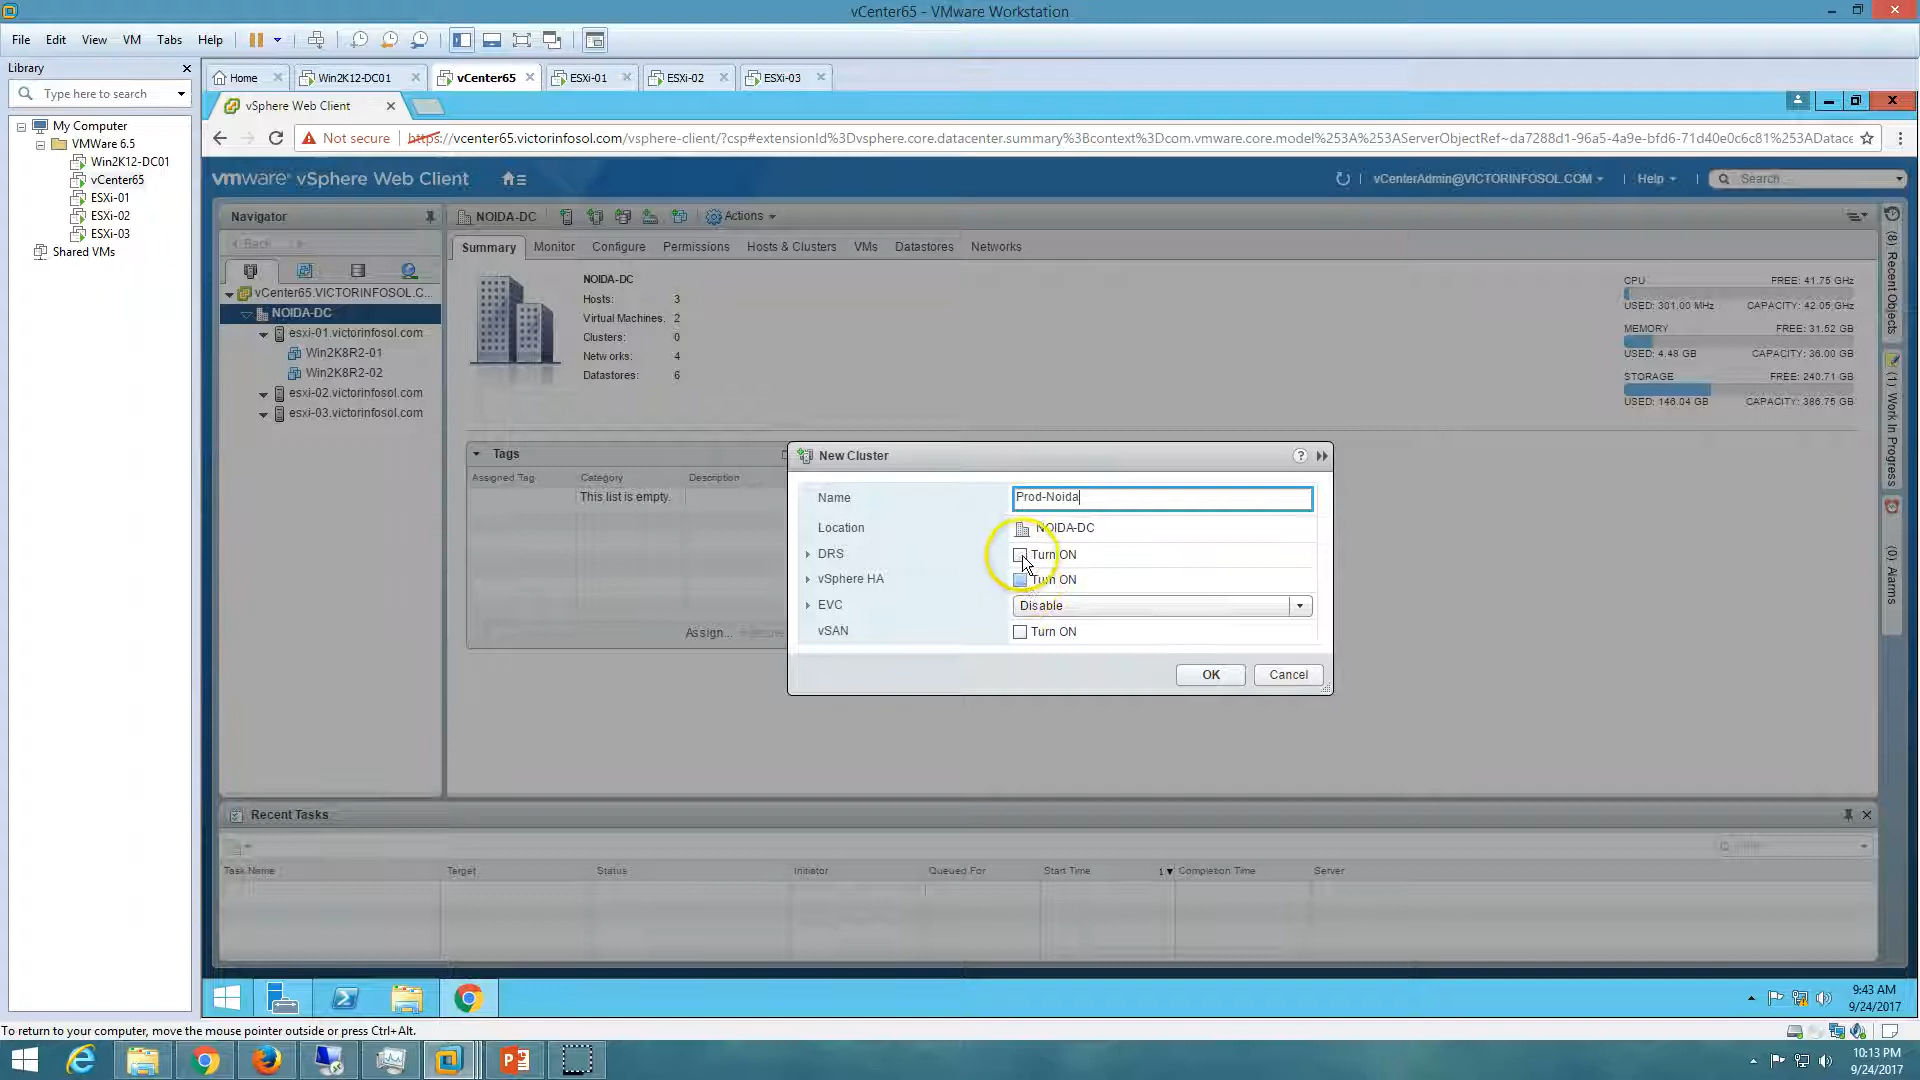 vCenter65 - VMware Workstation
File Edit View VM Tabs Help
Library
Type here to search
My Computer
VMWare 6.5
Win2K12-DC01
vCenter65
ESXi-01
ESXi-02
ESXi-03
Shared VMs
Home Win2K12-DC01 vCenter65 ESXi-01 ESXi-02 ESXi-03
vSphere Web Client
Not secure https://vcenter65.victorinfosol.com/vsphere-client/?csp#extensionId%3Dvsphere.core.datacenter.summary%3Bcontext%3Dcom.vmware.core.model%253A%253AServerObjectRef~da7288d1-96a5-4a9e-bfd6-71d40e0c6c81%253ADatace
vmware® vSphere Web Client
vCenterAdmin@VICTORINFOSOL.COM Help Search
Navigator
Back
vCenter65.VICTORINFOSOL.C...
NOIDA-DC
esxi-01.victorinfosol.com
Win2K8R2-01
Win2K8R2-02
esxi-02.victorinfosol.com
esxi-03.victorinfosol.com
NOIDA-DC Actions
Summary Monitor Configure Permissions Hosts & Clusters VMs Datastores Networks
NOIDA-DC
Hosts: 3
Virtual Machines: 2
Clusters: 0
Networks: 4
Datastores: 6
CPU FREE: 41.75 GHz
USED: 301.00 MHz CAPACITY: 42.05 GHz
MEMORY FREE: 31.52 GB
USED: 4.48 GB CAPACITY: 36.00 GB
STORAGE FREE: 240.71 GB
USED: 146.04 GB CAPACITY: 386.75 GB
(8) Recent Objects
(1) Work In Progress
(0) Alarms
Tags
Assigned Tag Category Description
This list is empty.
Assign...
New Cluster
Name Prod-Noida
Location NOIDA-DC
DRS Turn ON
vSphere HA Turn ON
EVC Disable
vSAN Turn ON
OK Cancel
Recent Tasks
Task Name Target Status Initiator Queued For Start Time 1 Completion Time Server
9:43 AM
9/24/2017
To return to your computer, move the mouse pointer outside or press Ctrl+Alt.
10:13 PM
9/24/2017